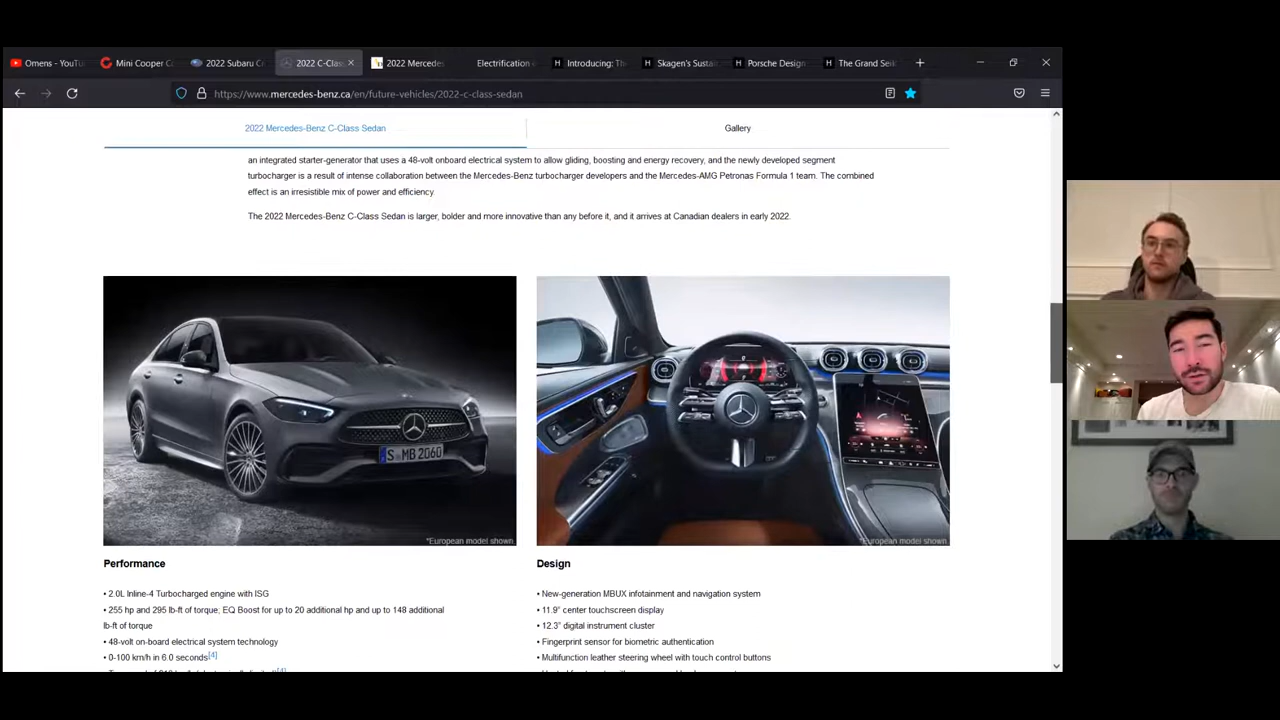 Omens - YouTu
Mini Cooper C
2022 Subaru C
2022 C-Clas
2022 Mercedes
Electrification
Introducing: Th
Skagen's Sustai
Porsche Design
The Grand Seik
https://www.mercedes-benz.ca/en/future-vehicles/2022-c-class-sedan
2022 Mercedes-Benz C-Class Sedan
Gallery
an integrated starter-generator that uses a 48-volt onboard electrical system to allow gliding, boosting and energy recovery, and the newly developed segment
turbocharger is a result of intense collaboration between the Mercedes-Benz turbocharger developers and the Mercedes-AMG Petronas Formula 1 team. The combined
effect is an irresistible mix of power and efficiency.
The 2022 Mercedes-Benz C-Class Sedan is larger, bolder and more innovative than any before it, and it arrives at Canadian dealers in early 2022.
S MB 2060
*European model shown.
*European model shown.
Performance
• 2.0L Inline-4 Turbocharged engine with ISG
• 255 hp and 295 lb-ft of torque; EQ Boost for up to 20 additional hp and up to 148 additional
lb-ft of torque
• 48-volt on-board electrical system technology
• 0-100 km/h in 6.0 seconds[4]
Design
• New-generation MBUX infotainment and navigation system
• 11.9" center touchscreen display
• 12.3" digital instrument cluster
• Fingerprint sensor for biometric authentication
• Multifunction leather steering wheel with touch control buttons